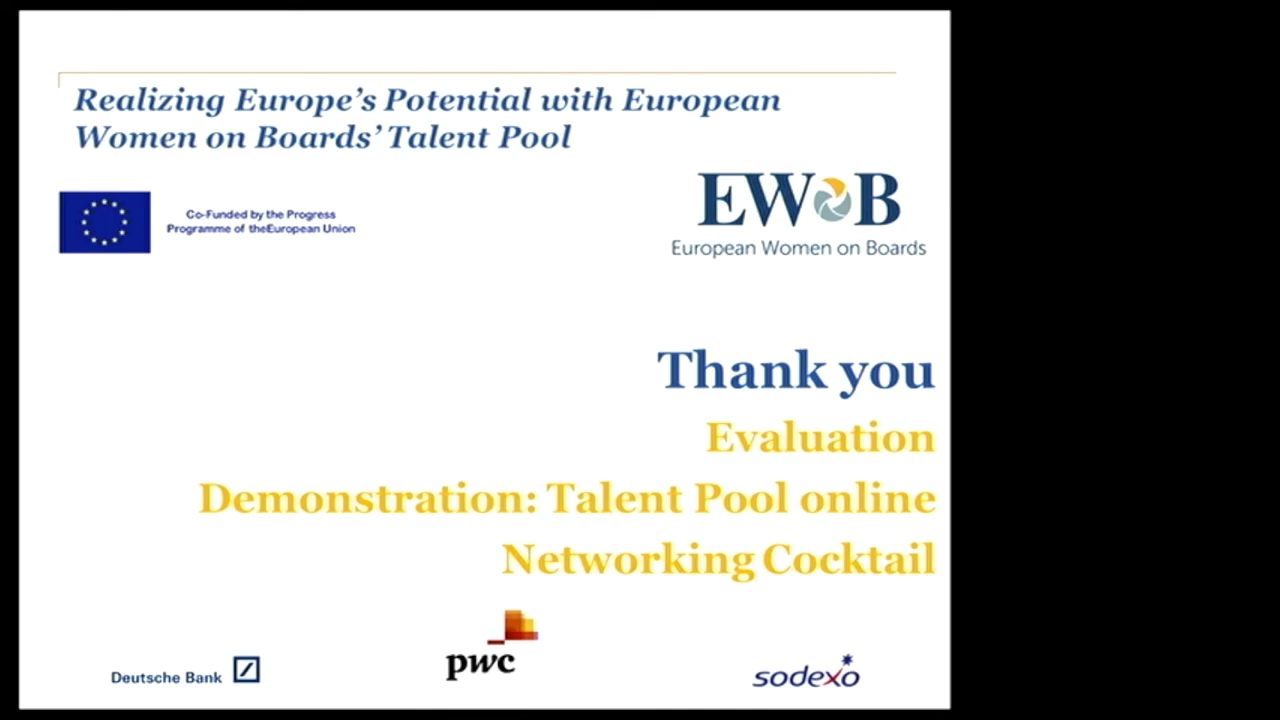 Realizing Europe's Potential with European
Women on Boards' Talent Pool
EWB
European Women on Boards
Co-Funded by the Progress
Programme of theEuropean Union
Thank you
Evaluation
Demonstration: Talent Pool online
Networking Cocktail
Deutsche Bank
pwc
sodexo